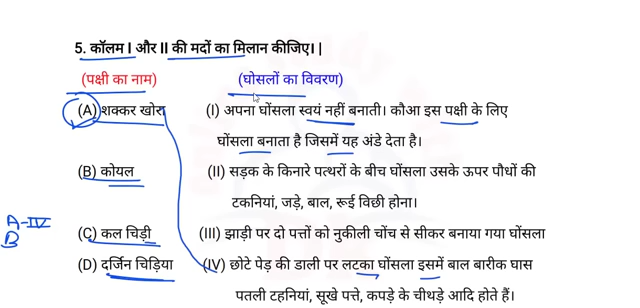 5. कॉलम I और II की मदों का मिलान कीजिए। |
(पक्षी का नाम) (घोसलों का विवरण)
(A) शक्कर खोरा (I) अपना घोंसला स्वयं नहीं बनाती। कौआ इस पक्षी के लिए
घोंसला बनाता है जिसमें यह अंडे देता है।
(B) कोयल (II) सड़क के किनारे पत्थरों के बीच घोंसला उसके ऊपर पौधों की
टकनियां, जड़े, बाल, रूई विछी होना।
A-IV
(C) कल चिड़ी (III) झाड़ी पर दो पत्तों को नुकीली चोंच से सीकर बनाया गया घोंसला
B
(D) दर्जिन चिड़िया (IV) छोटे पेड़ की डाली पर लटका घोंसला इसमें बाल बारीक घास
पतली टहनियां, सूखे पत्ते, कपड़े के चीथड़े आदि होते हैं।